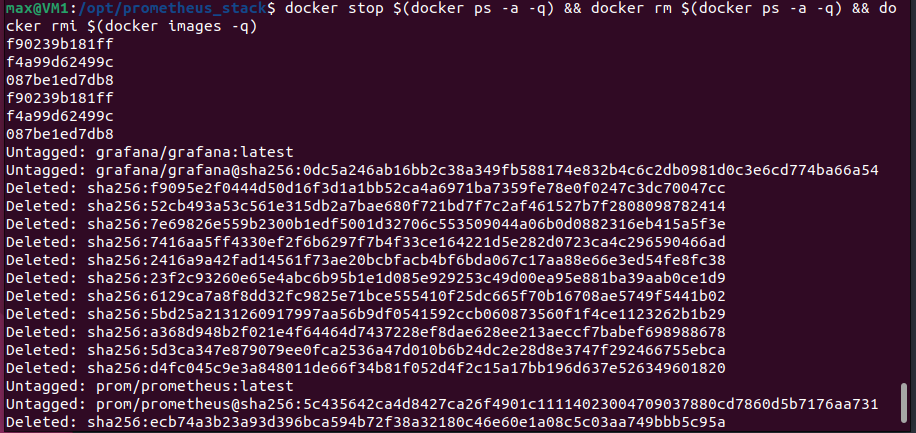 max@VM1:/opt/prometheus_stack$ docker stop $(docker ps -a -q) && docker rm $(docker ps -a -q) && do
cker rmi $(docker images -q)
f90239b181ff
f4a99d62499c
087be1ed7db8
f90239b181ff
f4a99d62499c
087be1ed7db8
Untagged: grafana/grafana:latest
Untagged: grafana/grafana@sha256:0dc5a246ab16bb2c38a349fb588174e832b4c6c2db0981d0c3e6cd774ba66a54
Deleted: sha256:f9095e2f0444d50d16f3d1a1bb52ca4a6971ba7359fe78e0f0247c3dc70047cc
Deleted: sha256:52cb493a53c561e315db2a7bae680f721bd7f7c2af461527b7f2808098782414
Deleted: sha256:7e69826e559b2300b1edf5001d32706c553509044a06b0d0882316eb415a5f3e
Deleted: sha256:7416aa5ff4330ef2f6b6297f7b4f33ce164221d5e282d0723ca4c296590466ad
Deleted: sha256:2416a9a42fad14561f73ae20bcbfacb4bf6bda067c17aa88e66e3ed54fe8fc38
Deleted: sha256:23f2c93260e65e4abc6b95b1e1d085e929253c49d00ea95e881ba39aab0ce1d9
Deleted: sha256:6129ca7a8f8dd32fc9825e71bce555410f25dc665f70b16708ae5749f5441b02
Deleted: sha256:5bd25a2131260917997aa56b9df0541592ccb060873560f1f4ce1123262b1b29
Deleted: sha256:a368d948b2f021e4f64464d7437228ef8dae628ee213aeccf7babef698988678
Deleted: sha256:5d3ca347e879079ee0fca2536a47d010b6b24dc2e28d8e3747f292466755ebca
Deleted: sha256:d4fc045c9e3a848011de66f34b81f052d4f2c15a17bb196d637e526349601820
Untagged: prom/prometheus:latest
Untagged: prom/prometheus@sha256:5c435642ca4d8427ca26f4901c11114023004709037880cd7860d5b7176aa731
Deleted: sha256:ecb74a3b23a93d396bca594b72f38a32180c46e60e1a08c5c03aa749bbb5c95a